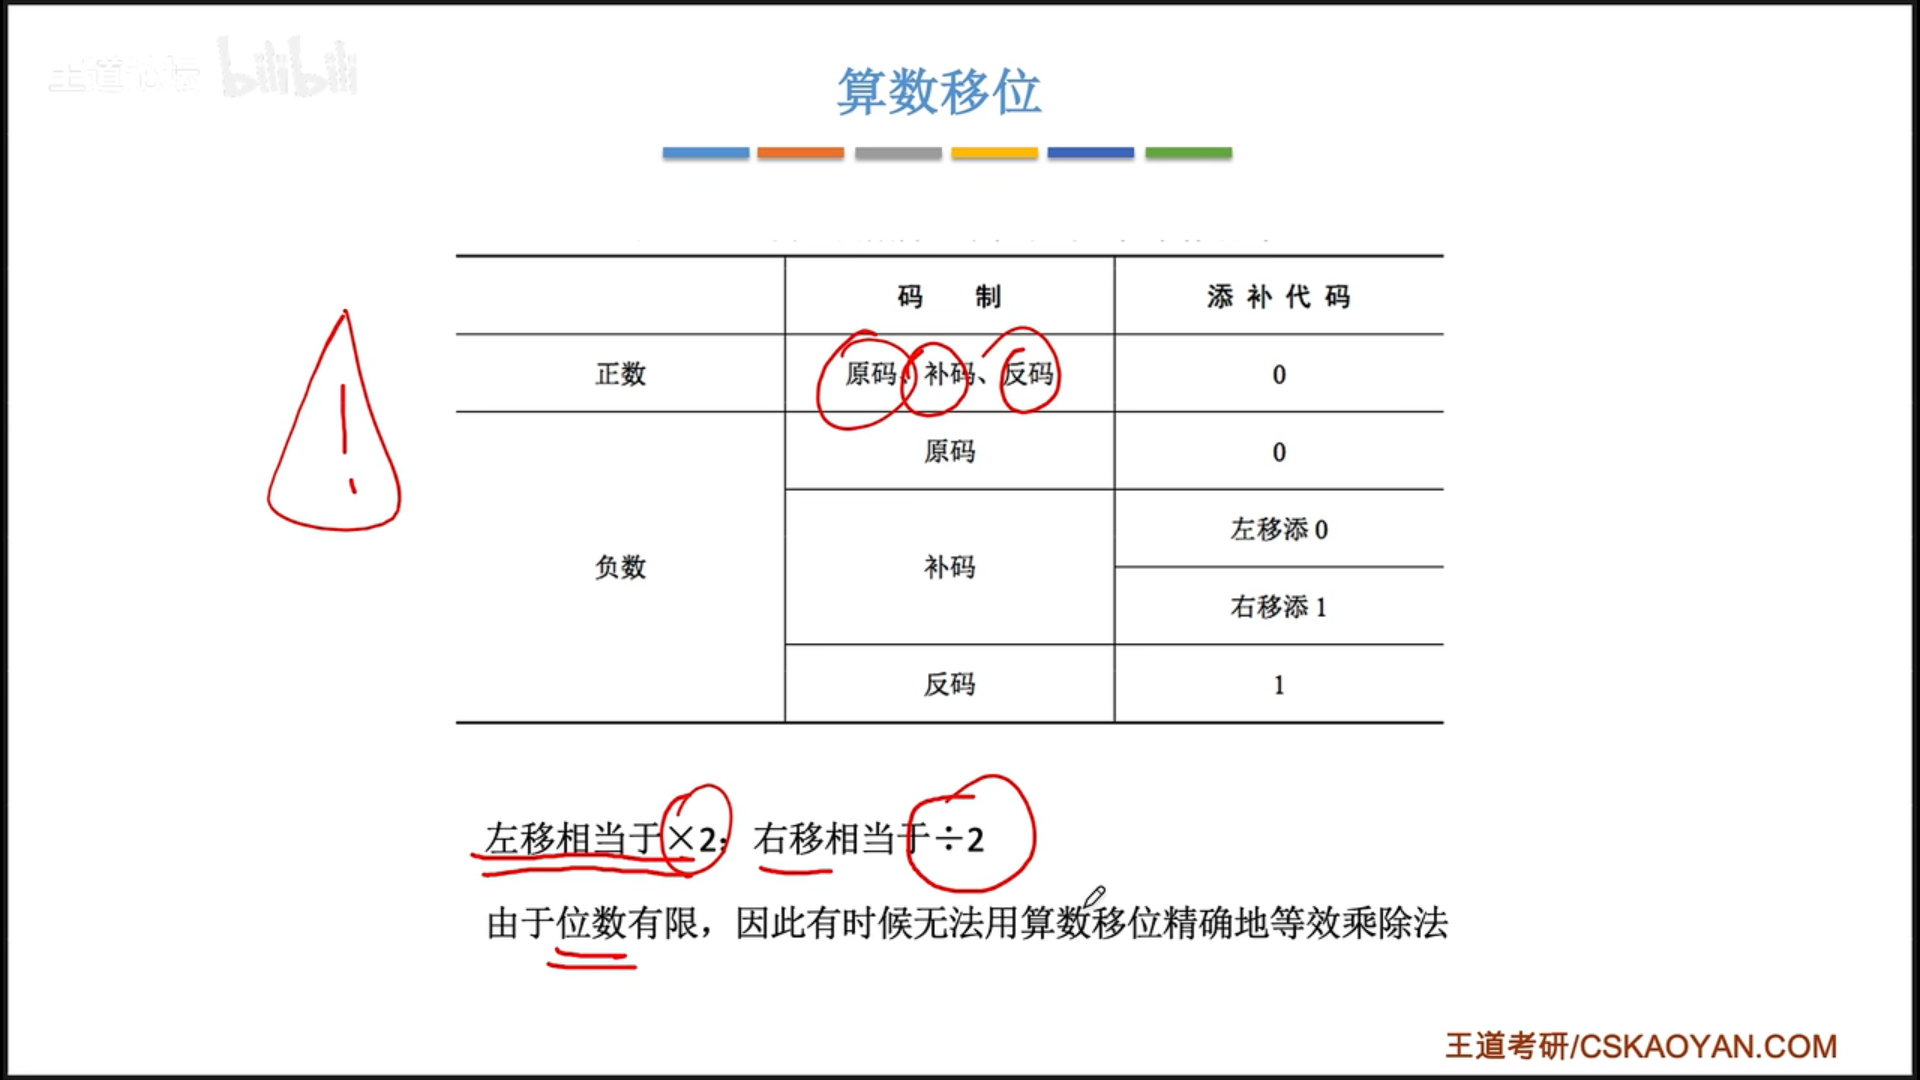 王道论坛 bilibili
算数移位
码 制 添补代码
正数 原码、补码、反码 0
原码 0
左移添 0
负数 补码
右移添 1
反码 1
左移相当于×2；右移相当于÷2
由于位数有限，因此有时候无法用算数移位精确地等效乘除法
王道考研/CSKAOYAN.COM